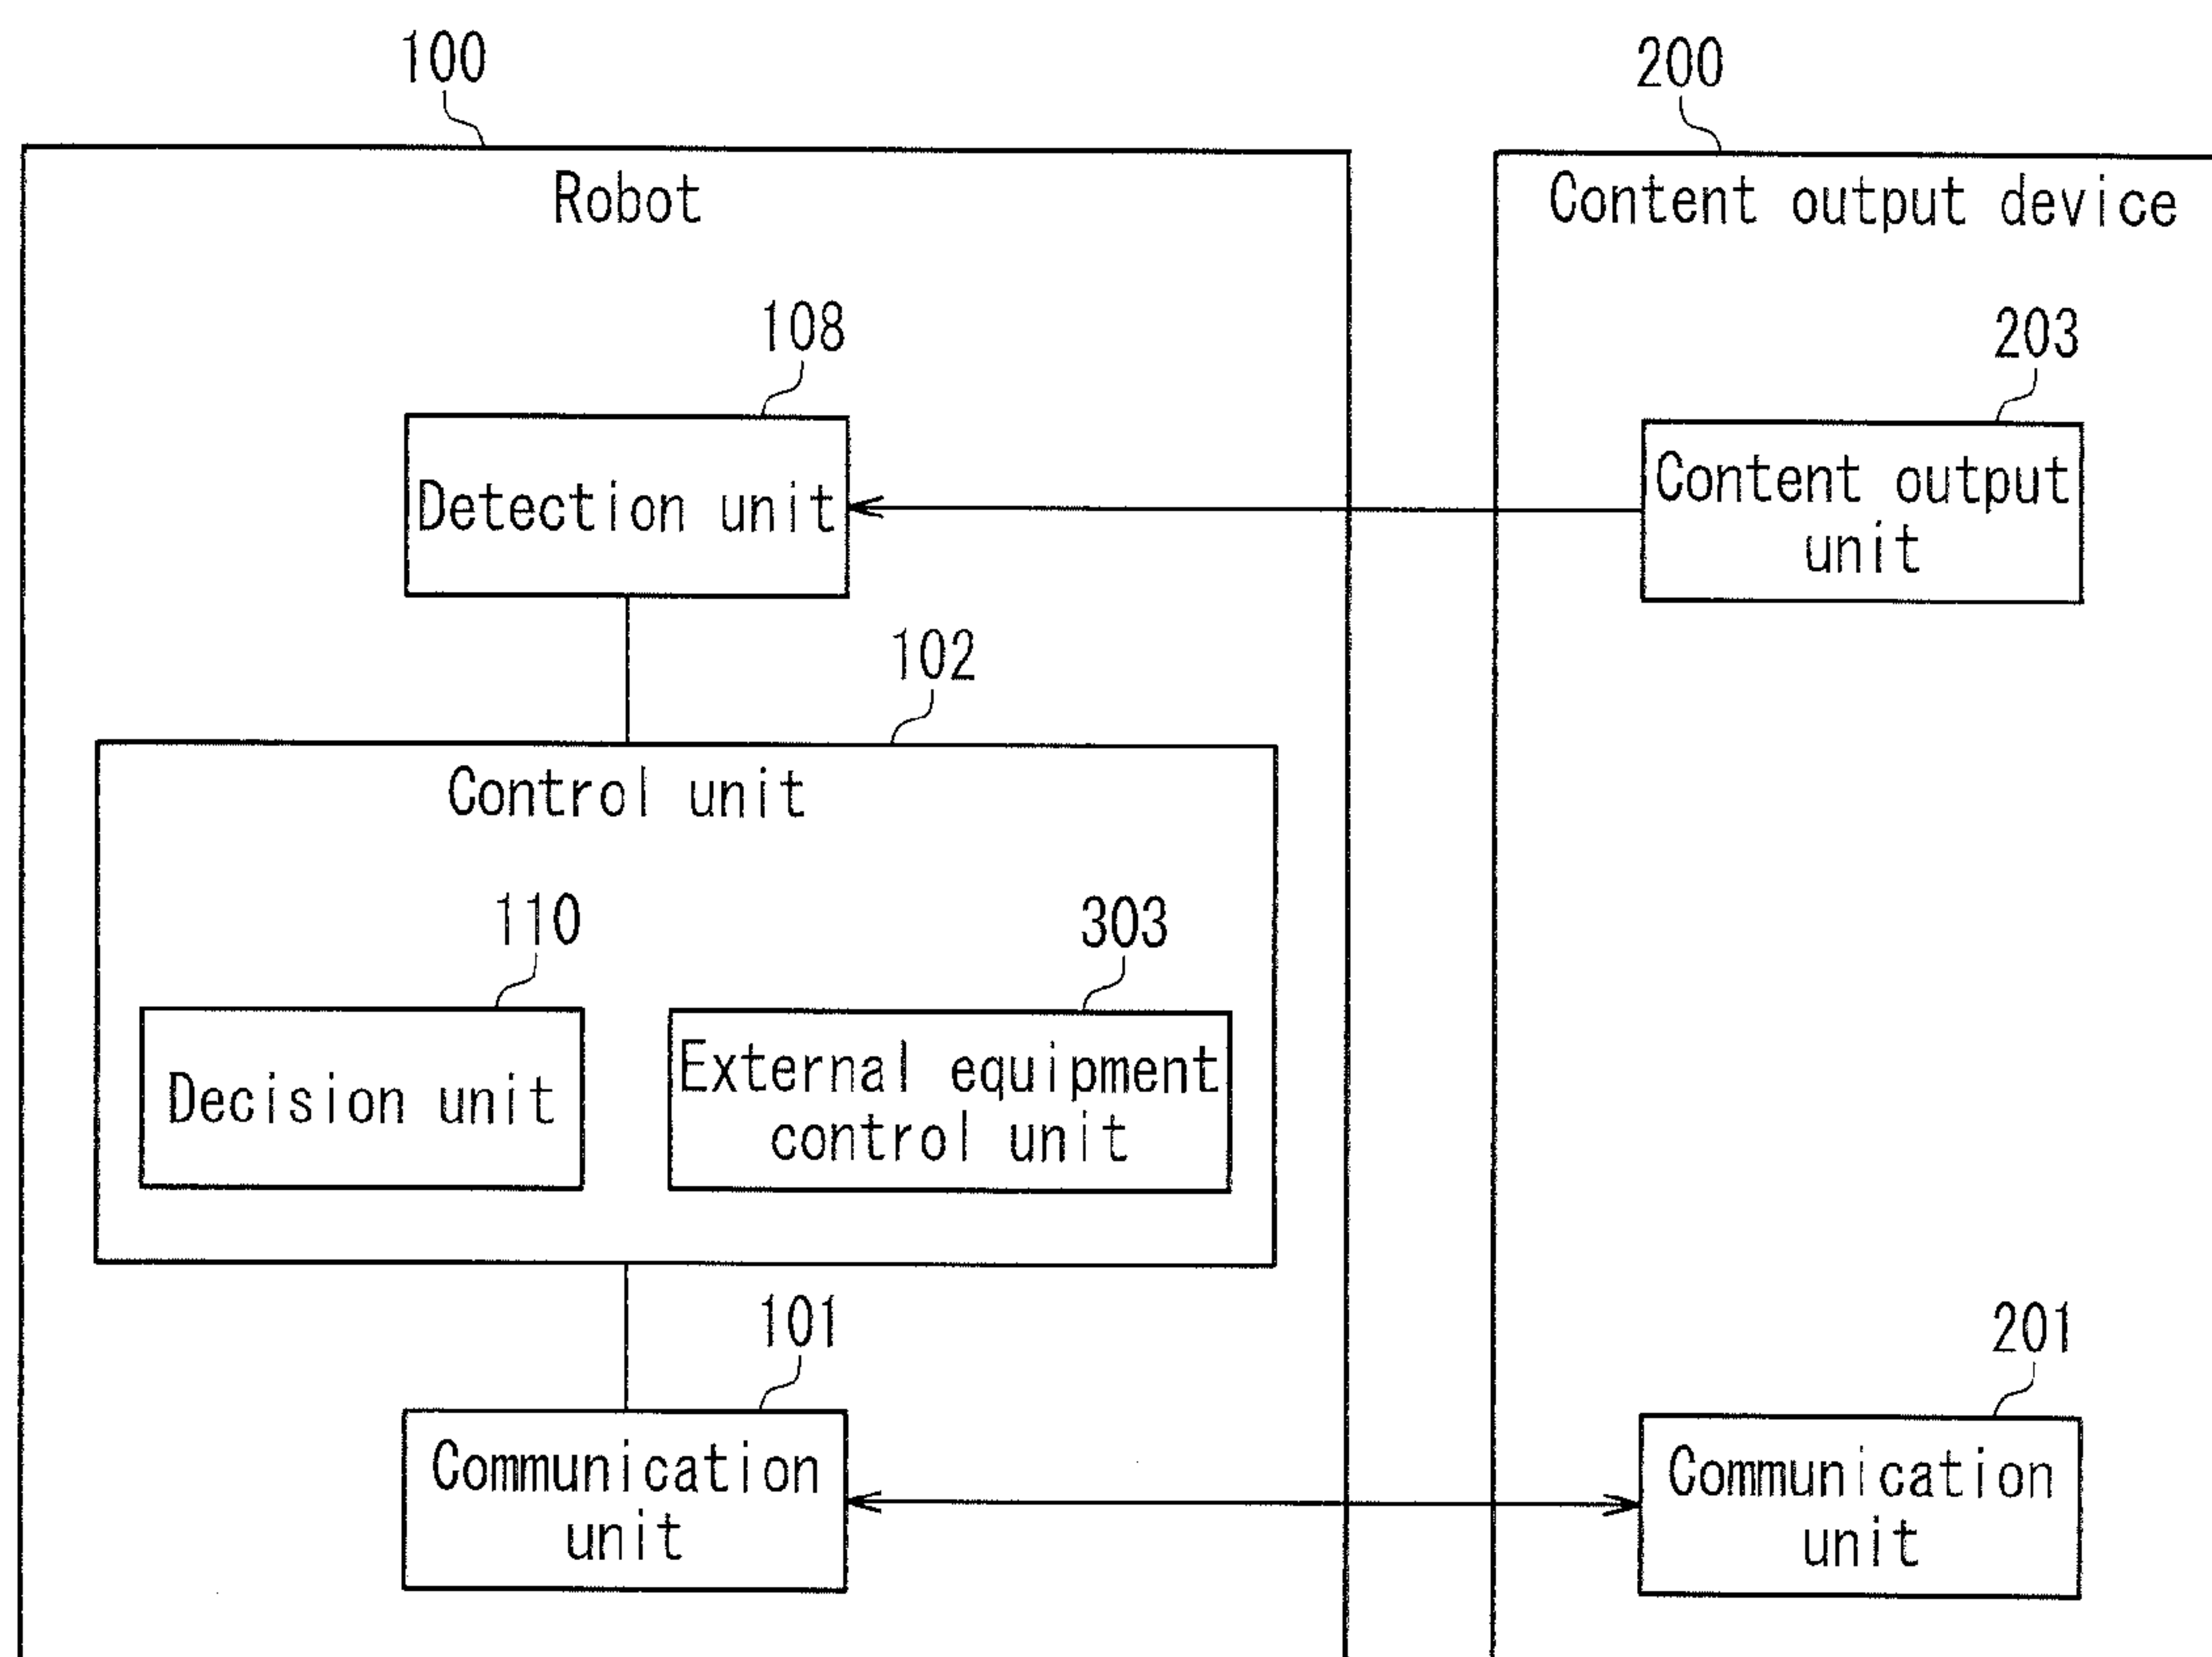 100
200
Robot
Content output device
108
203
Detection unit
Content output
unit
102
Control unit
110
303
Decision unit
External equipment
control unit
101
201
Communication
unit
Communication
unit